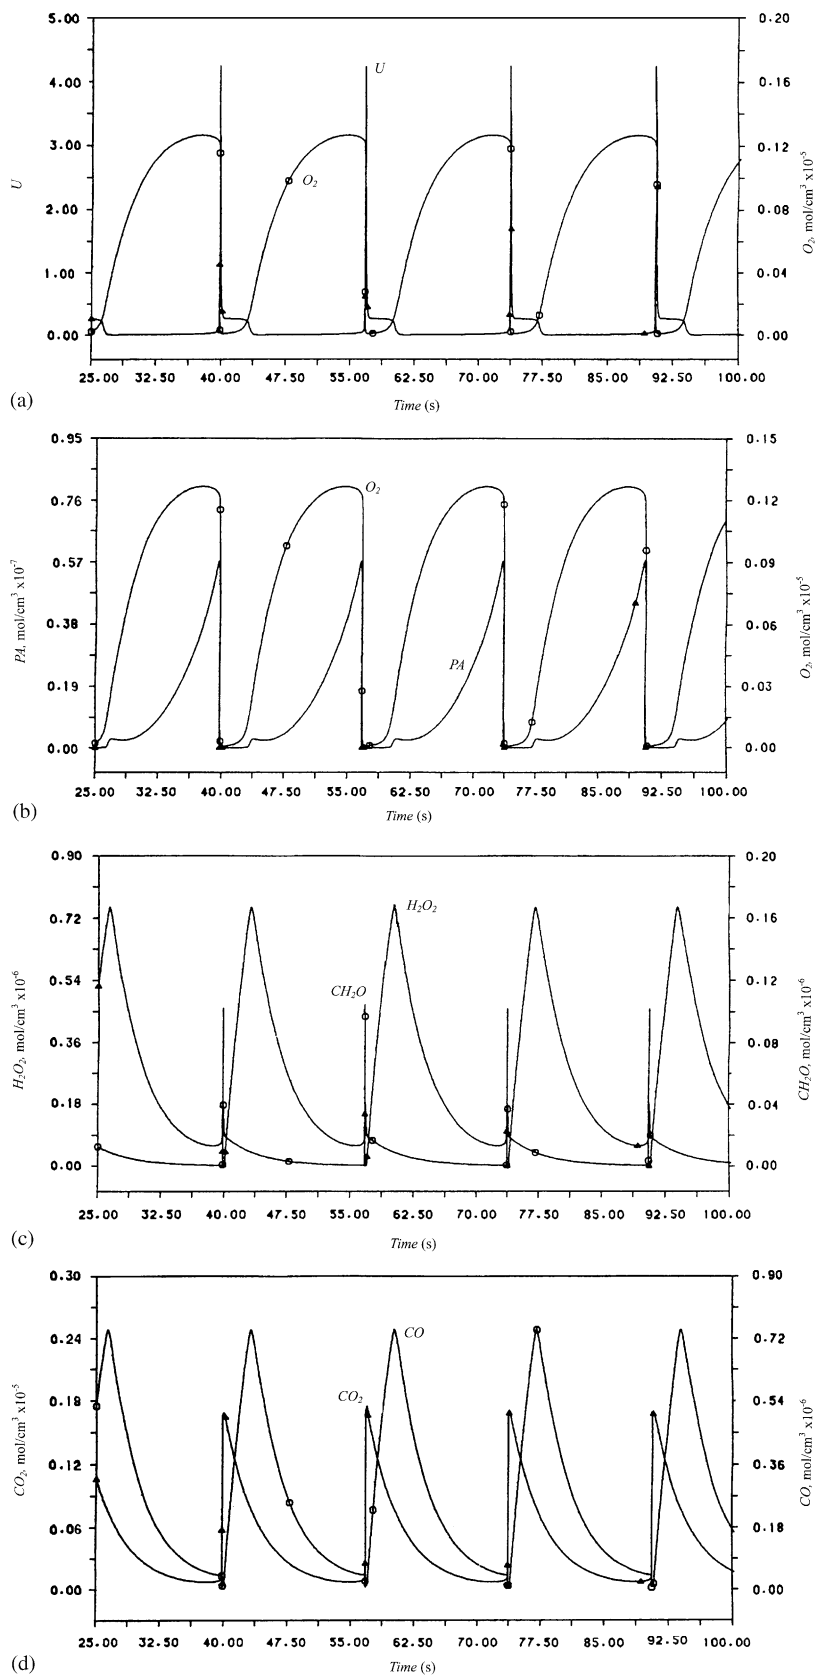 5.00 0.20
U
4.00 0.16
3.00 0.12
O₂
U O₂, mol/cm³ x10⁻⁵
2.00 0.08
1.00 0.04
0.00 0.00
25.00 32.50 40.00 47.50 55.00 62.50 70.00 77.50 85.00 92.50 100.00
(a)
Time (s)
0.95 0.15
O₂
0.76 0.12
0.57 0.09
PA, mol/cm³ x10⁻⁷ O₂, mol/cm³ x10⁻⁵
0.38 0.06
PA
0.19 0.03
0.00 0.00
25.00 32.50 40.00 47.50 55.00 62.50 70.00 77.50 85.00 92.50 100.00
(b)
Time (s)
0.90 0.20
H₂O₂
0.72 0.16
CH₂O
0.54 0.12
H₂O₂, mol/cm³ x10⁻⁶ CH₂O, mol/cm³ x10⁻⁶
0.36 0.08
0.18 0.04
0.00 0.00
25.00 32.50 40.00 47.50 55.00 62.50 70.00 77.50 85.00 92.50 100.00
(c)
Time (s)
0.30 0.90
CO
0.24 0.72
CO₂
0.18 0.54
CO₂, mol/cm³ x10⁻⁵ CO, mol/cm³ x10⁻⁶
0.12 0.36
0.06 0.18
0.00 0.00
25.00 32.50 40.00 47.50 55.00 62.50 70.00 77.50 85.00 92.50 100.00
(d)
Time (s)